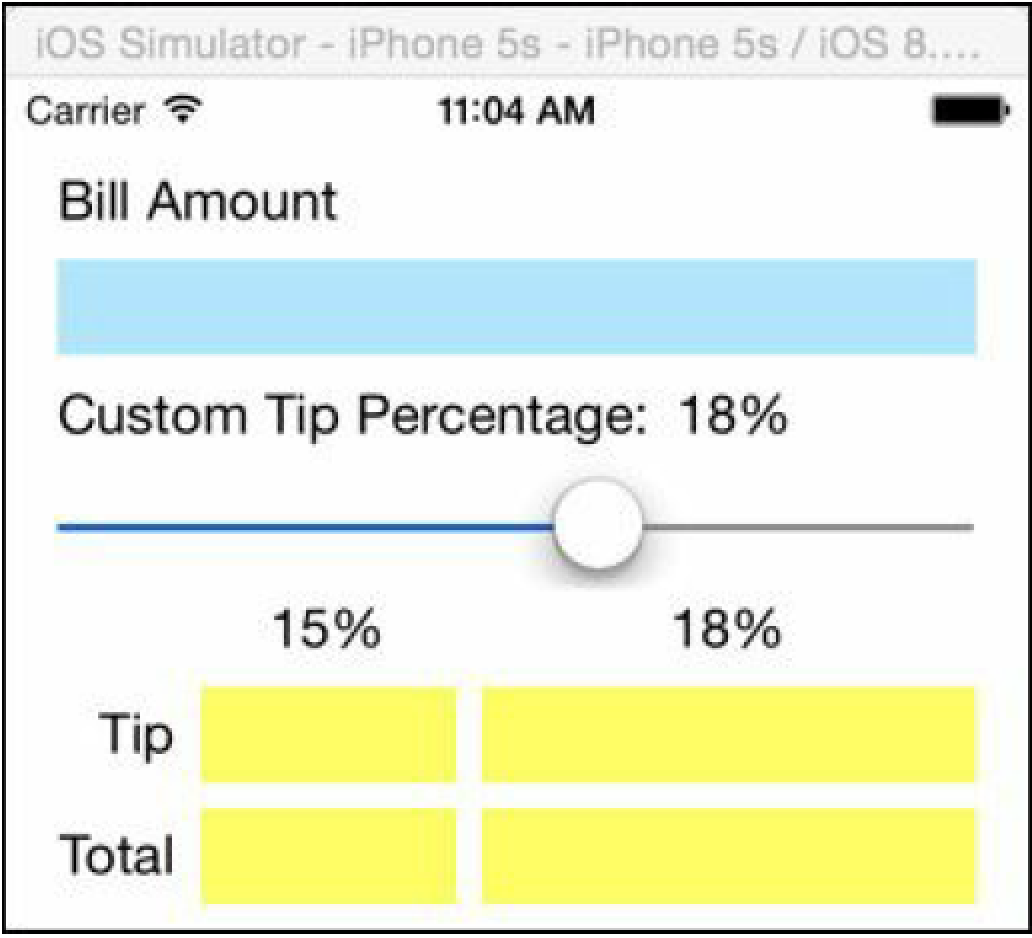 iOS Simulator - iPhone 5s - iPhone 5s / iOS 8....
Carrier 11:04 AM
Bill Amount
Custom Tip Percentage: 18%
15% 18%
Tip
Total